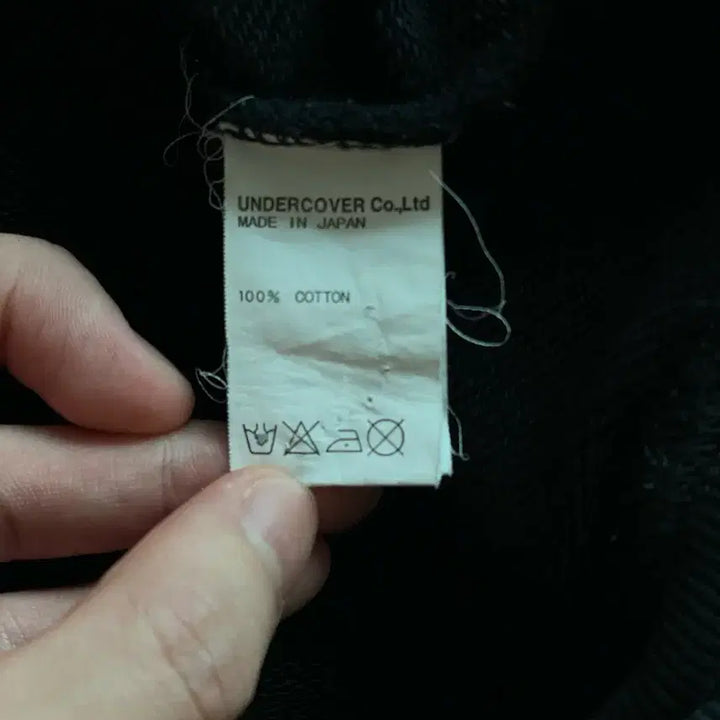 UNDERCOVER Co.,Ltd
MADE IN JAPAN
100% COTTON